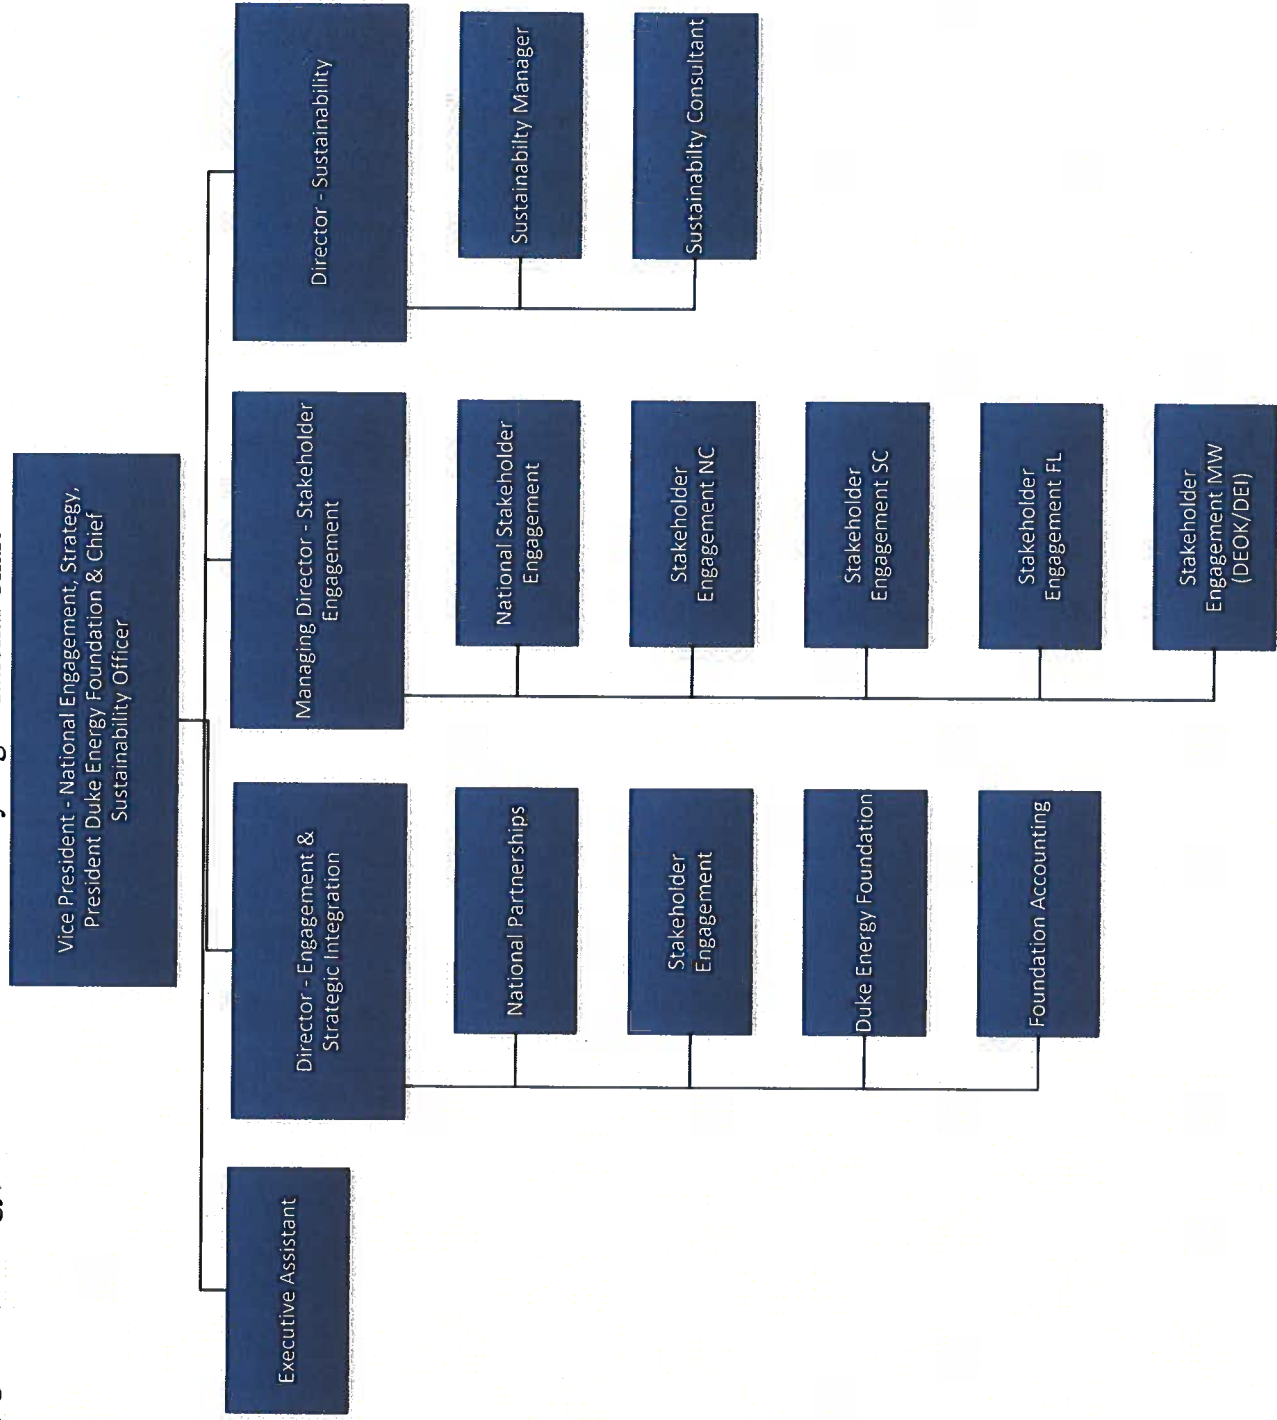 Vice President - National Engagement, Strategy,
President Duke Energy Foundation & Chief
Sustainability Officer
Executive Assistant
Director - Engagement &
Strategic Integration
National Partnerships
Stakeholder
Engagement
Duke Energy Foundation
Foundation Accounting
Managing Director - Stakeholder
Engagement
National Stakeholder
Engagement
Stakeholder
Engagement NC
Stakeholder
Engagement SC
Stakeholder
Engagement FL
Stakeholder
Engagement MW
(DEOK/DEI)
Director - Sustainability
Sustainabilty Manager
Sustainabilty Consultant